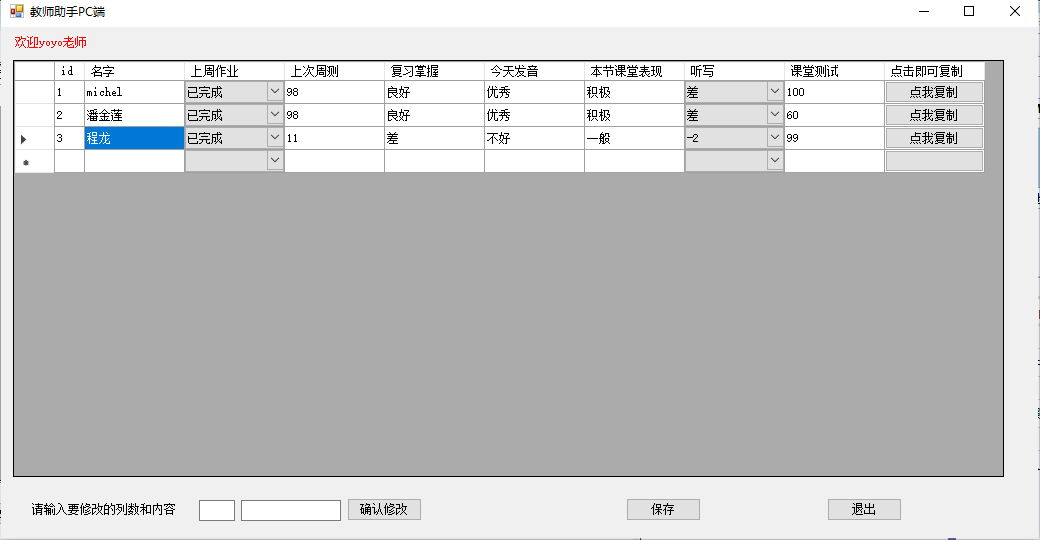 教师助手PC端
欢迎yoyo老师
id 名字 上周作业 上次周测 复习掌握 今天发音 本节课堂表现 听写 课堂测试 点击即可复制
1 michel 已完成 98 良好 优秀 积极 差 100 点我复制
2 潘金莲 已完成 98 良好 优秀 积极 差 60 点我复制
3 程龙 已完成 11 差 不好 一般 -2 99 点我复制
请输入要修改的列数和内容 确认修改 保存 退出